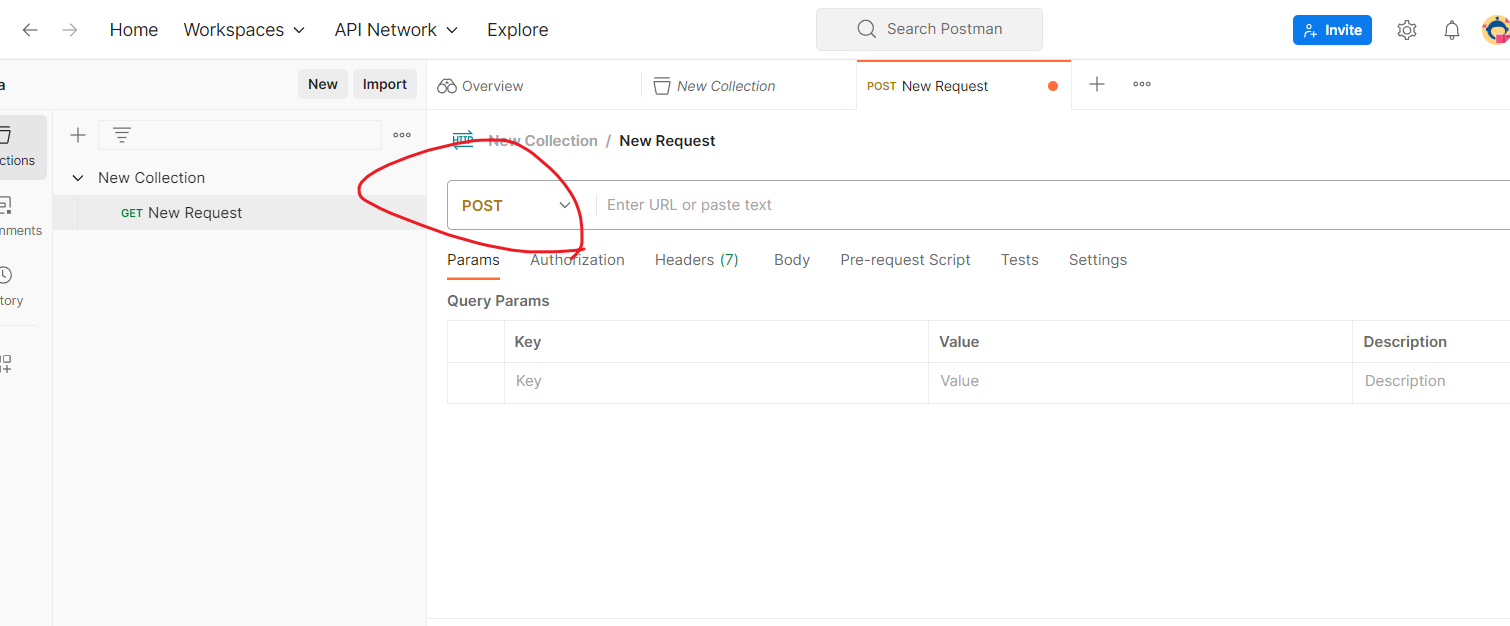 Home Workspaces API Network Explore Search Postman Invite
a New Import Overview New Collection POST New Request
HTTP New Collection / New Request
ctions
New Collection
POST Enter URL or paste text
GET New Request
nments
Params Authorization Headers (7) Body Pre-request Script Tests Settings
tory
Query Params
Key Value Description
Key Value Description